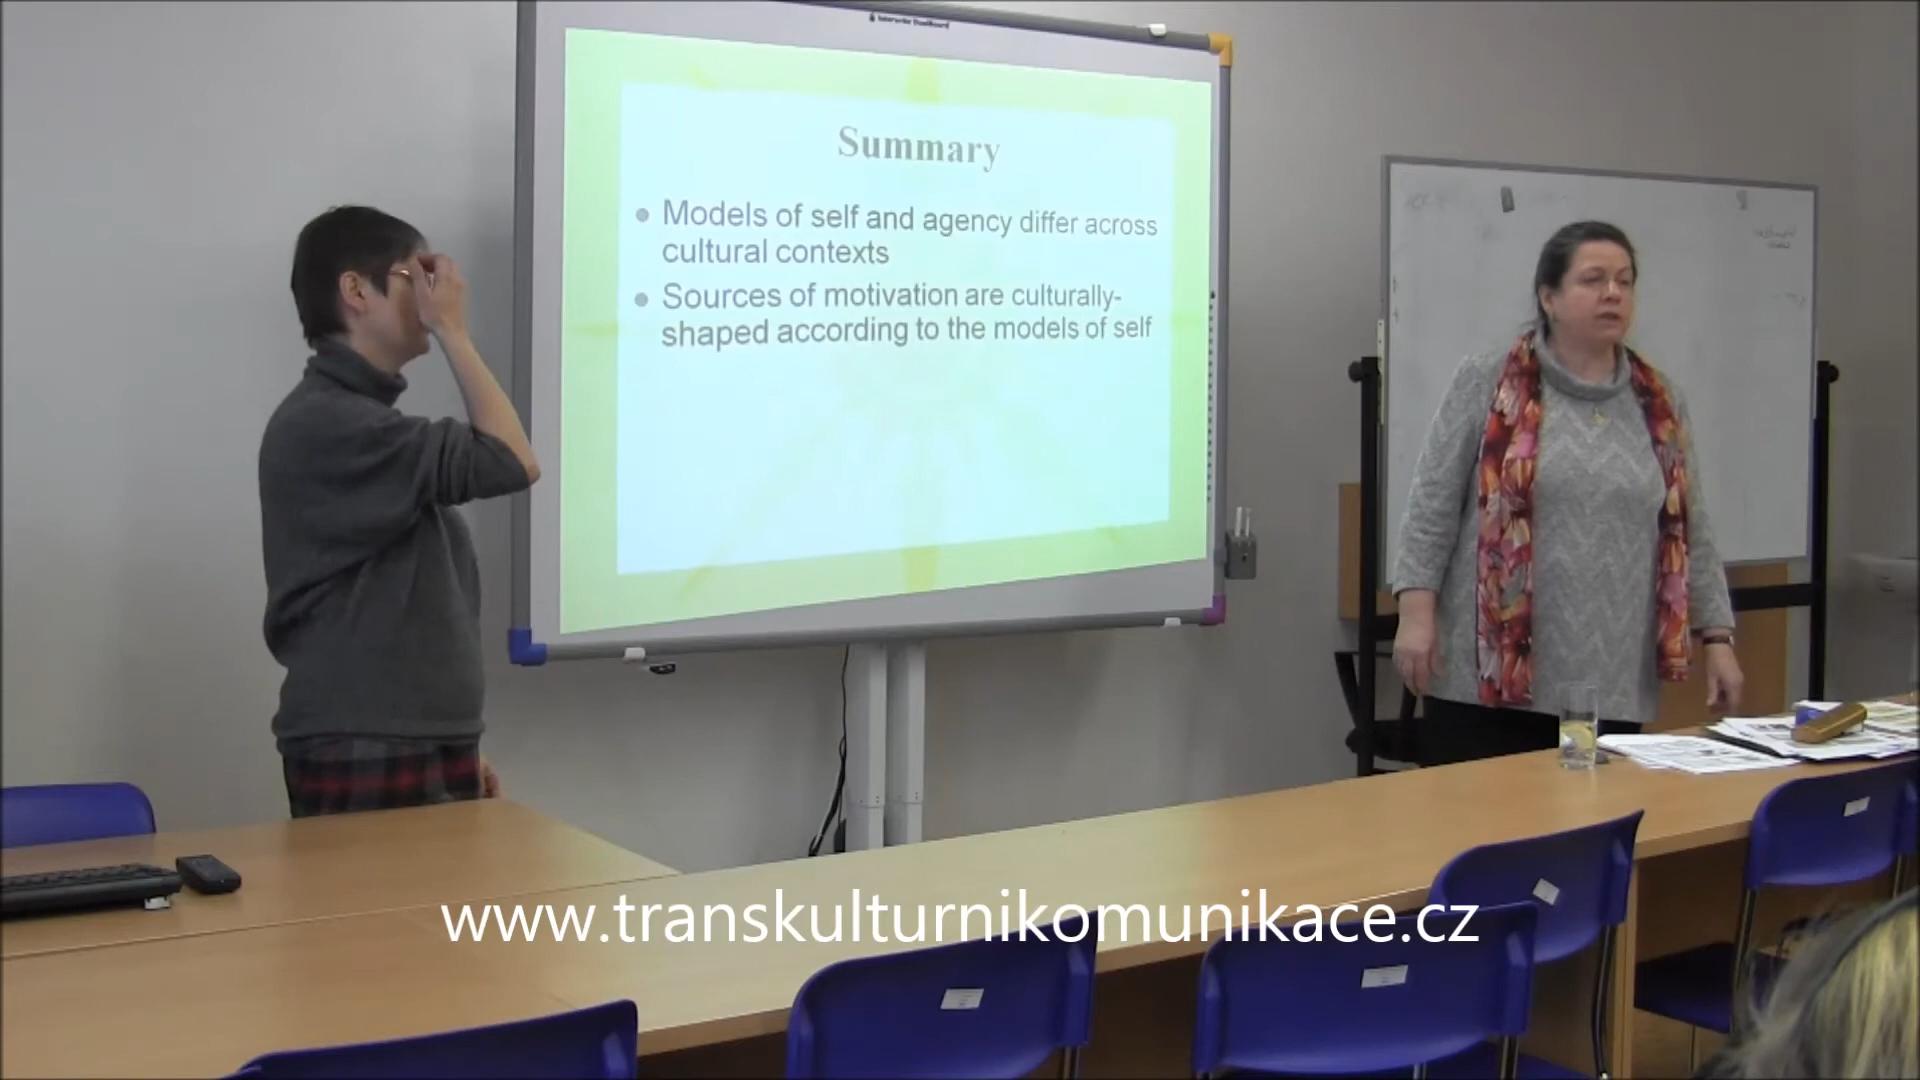 Summary
Models of self and agency differ across
cultural contexts
Sources of motivation are culturally-
shaped according to the models of self
www.transkulturnikomunikace.cz